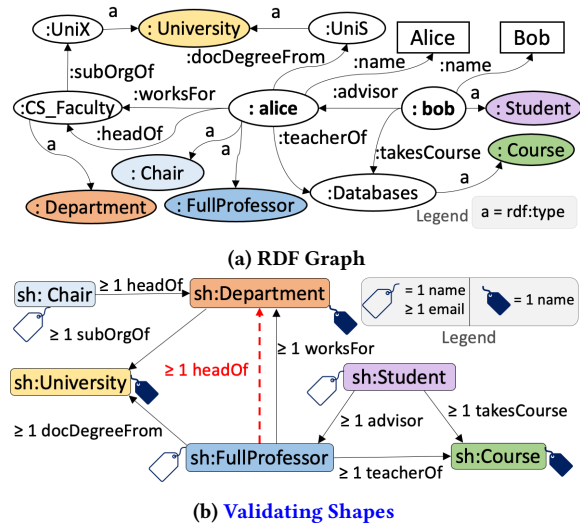 a
a
: UniX
: University
: UniS
Alice
Bob
:docDegreeFrom
:name
:name
:subOrgOf
:worksFor
:advisor
a
:CS_Faculty
: alice
: bob
: Student
:headOf
a
:teacherOf
a
a
:takesCourse
: Course
: Chair
a
: Department
: FullProfessor
:Databases
Legend
a = rdf:type
(a) RDF Graph
sh: Chair
≥ 1 headOf
sh:Department
= 1 name
≥ 1 email
= 1 name
Legend
≥ 1 subOrgOf
≥ 1 headOf
≥ 1 worksFor
sh:University
sh:Student
≥ 1 docDegreeFrom
≥ 1 advisor
≥ 1 takesCourse
sh:FullProfessor
≥ 1 teacherOf
sh:Course
(b) Validating Shapes